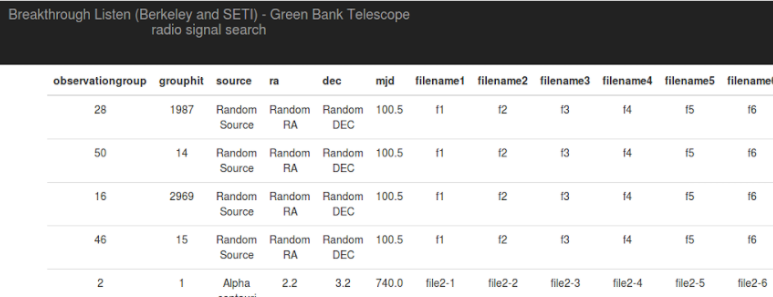 Breakthrough Listen (Berkeley and SETI) - Green Bank Telescope
radio signal search
observationgroup grouphit source ra dec mjd filename1 filename2 filename3 filename4 filename5
28 1987 Random Random Random 100.5 f1 f2 f3 f4 f5 f6
Source RA DEC
50 14 Random Random Random 100.5 f1 f2 f3 f4 f5 f6
Source RA DEC
16 2969 Random Random Random 100.5 f1 f2 f3 f4 f5 f6
Source RA DEC
46 15 Random Random Random 100.5 f1 f2 f3 f4 f5 f6
Source RA DEC
2 1 Alpha 2.2 3.2 740.0 file2-1 file2-2 file2-3 file2-4 file2-5 file2-6